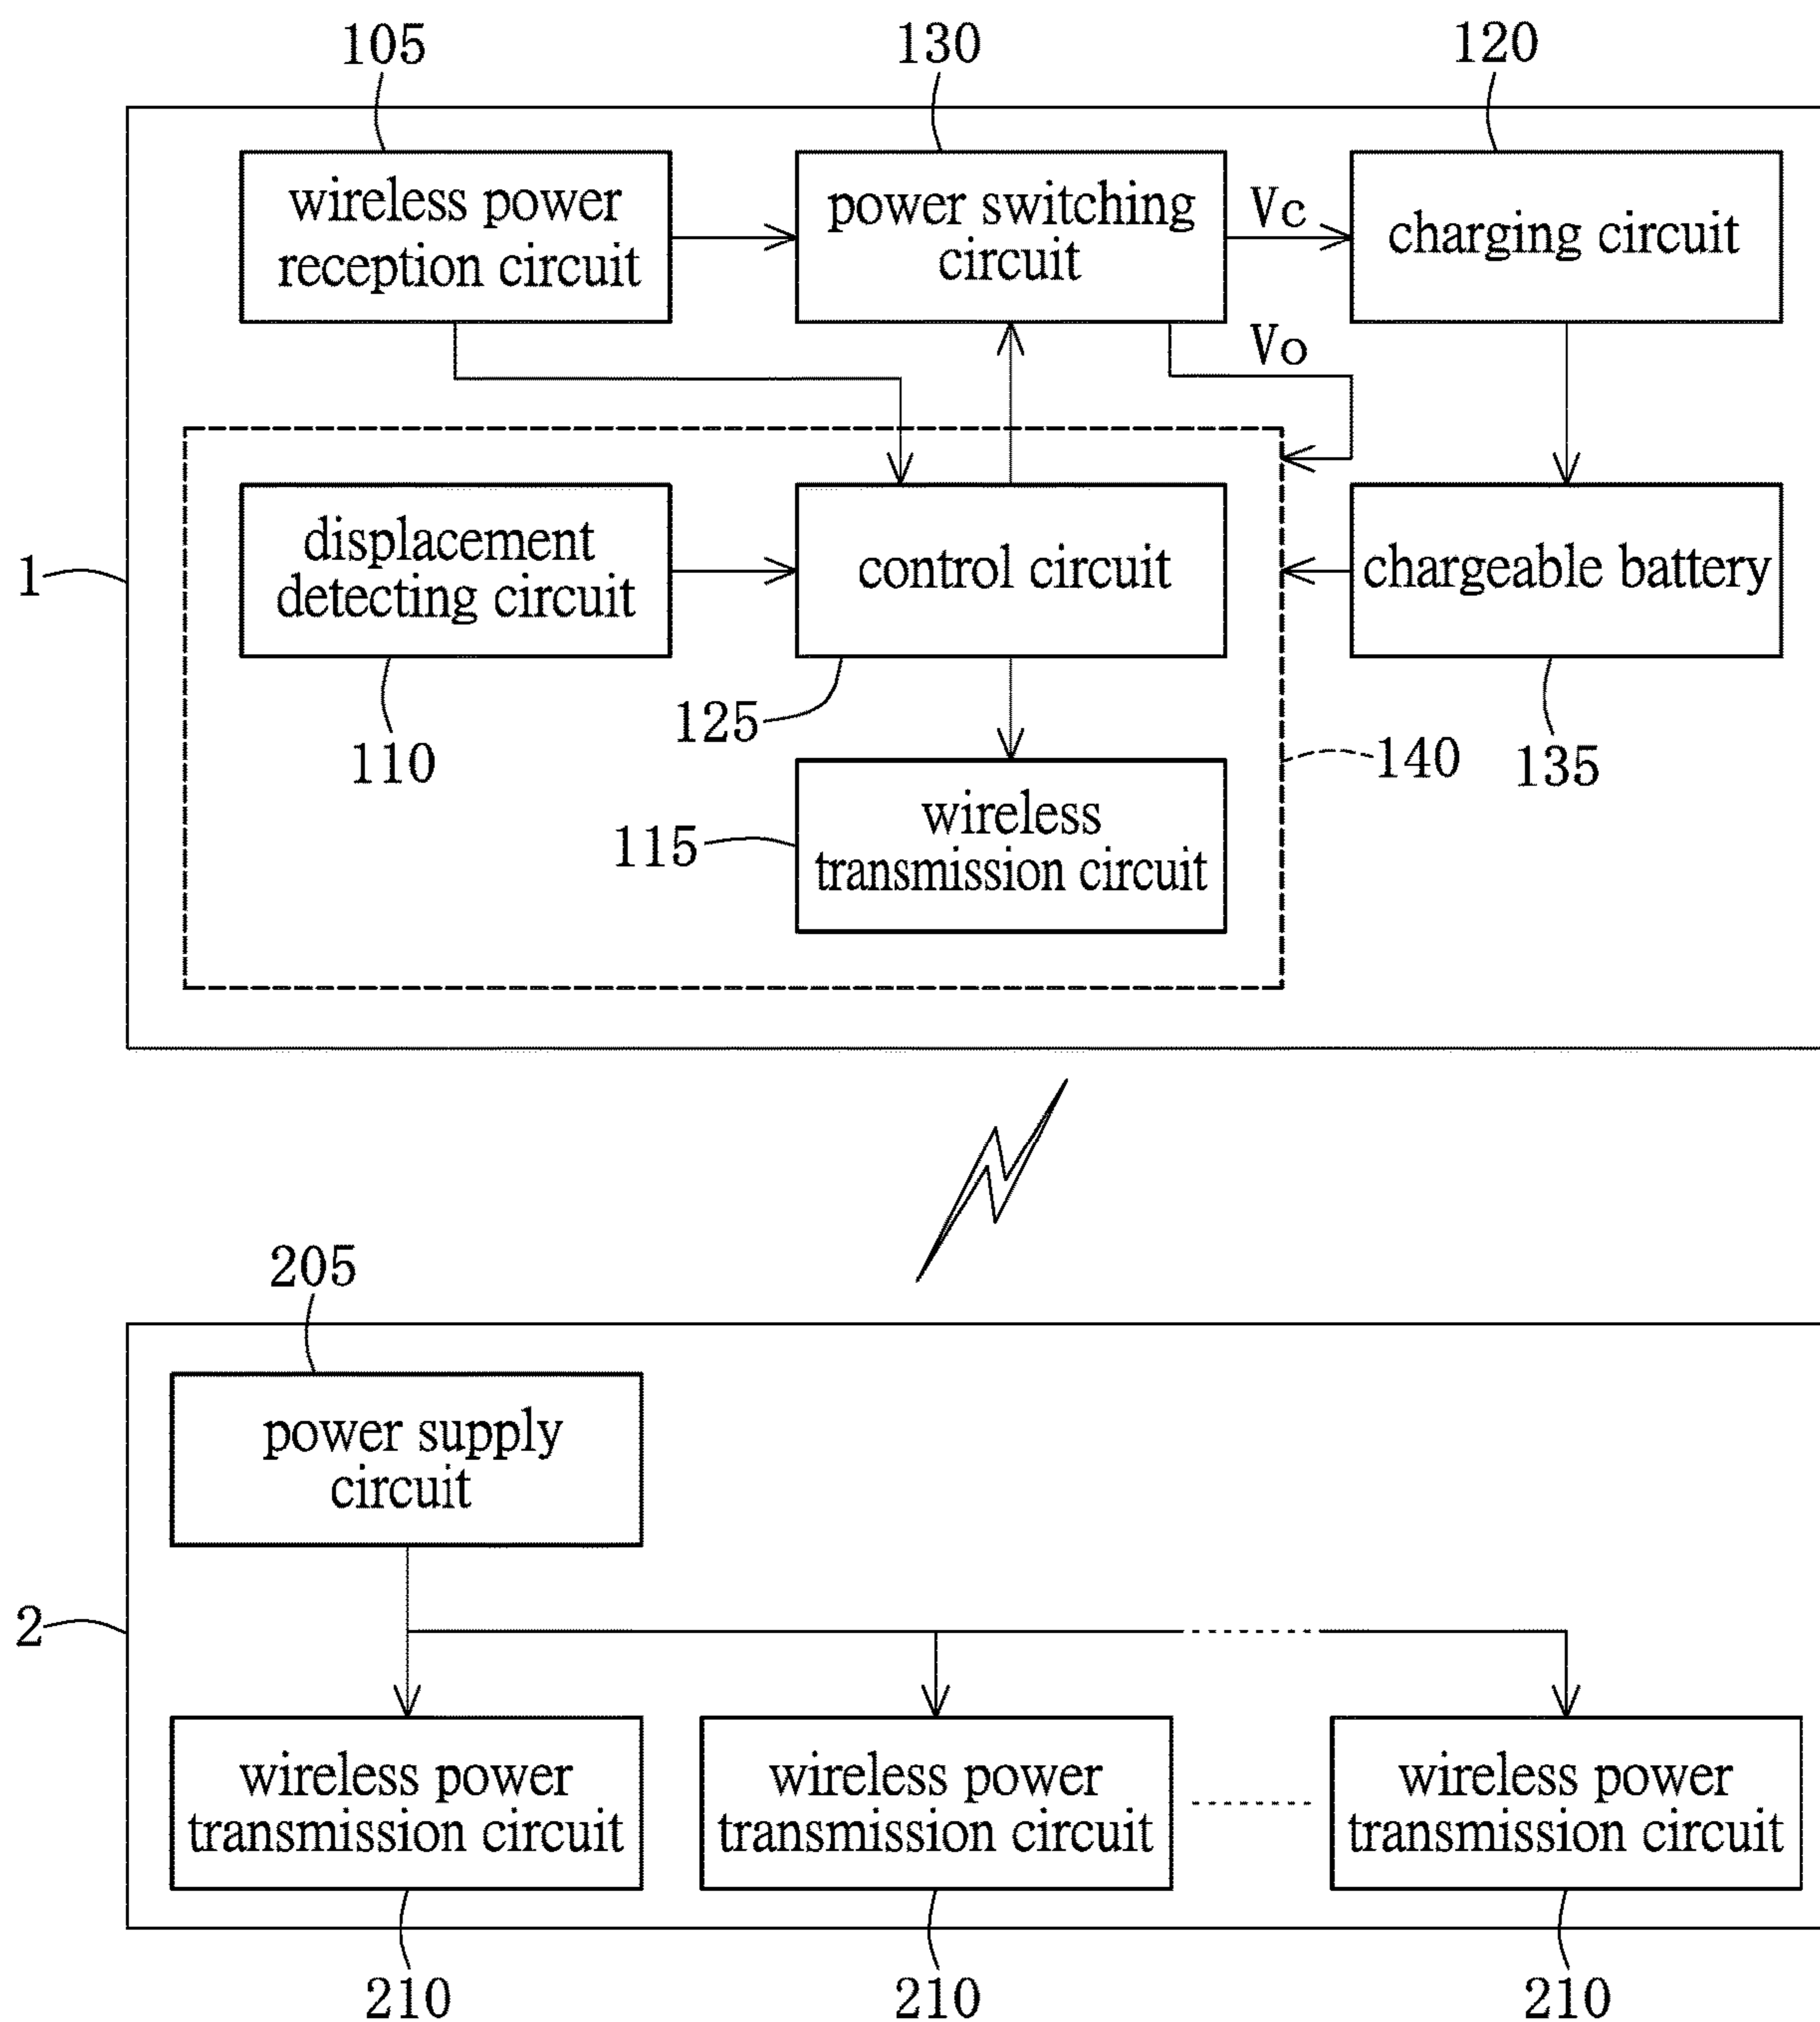 105
130
120
wireless power
reception circuit
power switching
circuit
Vc
charging circuit
Vo
displacement
detecting circuit
control circuit
chargeable battery
1
110
125
140
135
115
wireless
transmission circuit
205
power supply
circuit
2
wireless power
transmission circuit
wireless power
transmission circuit
wireless power
transmission circuit
210
210
210